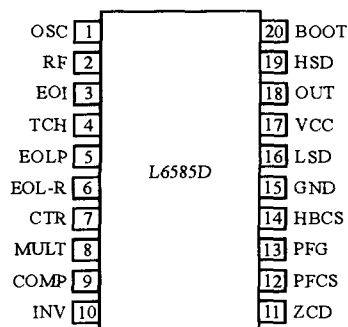 OSC 1 20 BOOT
RF 2 19 HSD
EOI 3 18 OUT
TCH 4 17 VCC
EOLP 5 16 LSD
L6585D
EOL-R 6 15 GND
CTR 7 14 HBCS
MULT 8 13 PFG
COMP 9 12 PFCS
INV 10 11 ZCD